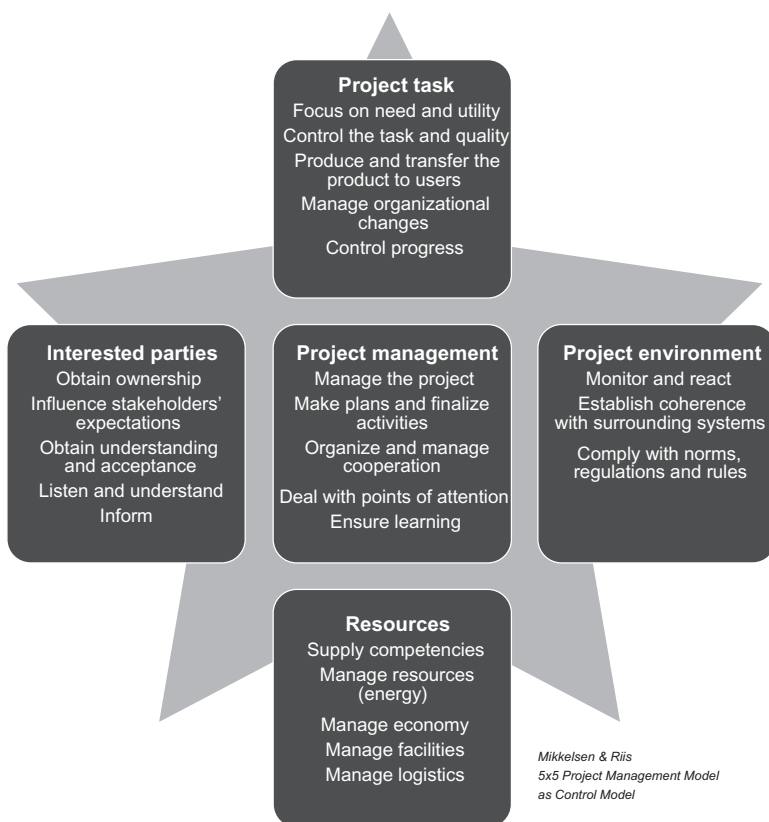 Project task
Focus on need and utility
Control the task and quality
Produce and transfer the
product to users
Manage organizational
changes
Control progress
Interested parties
Obtain ownership
Influence stakeholders’
expectations
Obtain understanding
and acceptance
Listen and understand
Inform
Project management
Manage the project
Make plans and finalize
activities
Organize and manage
cooperation
Deal with points of attention
Ensure learning
Project environment
Monitor and react
Establish coherence
with surrounding systems
Comply with norms,
regulations and rules
Resources
Supply competencies
Manage resources
(energy)
Manage economy
Manage facilities
Manage logistics
Mikkelsen & Riis
5x5 Project Management Model
as Control Model